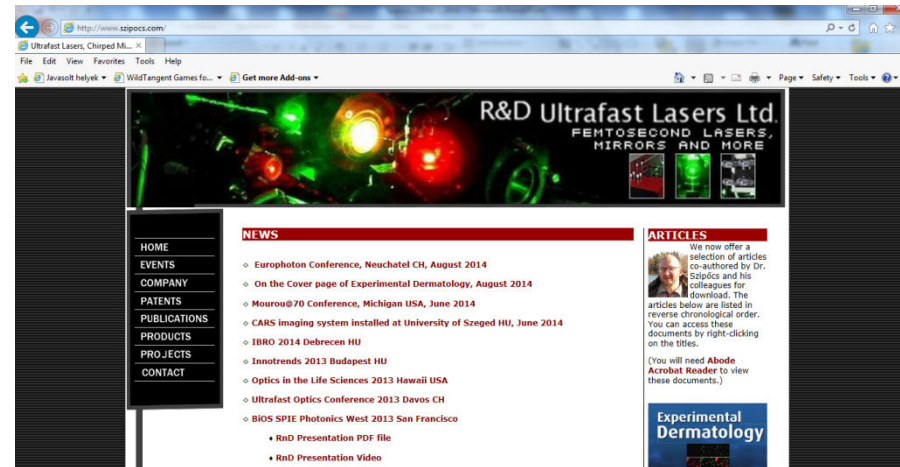 http://www.szipocs.com/
Ultrafast Lasers, Chirped Mi...
File Edit View Favorites Tools Help
Javasolt helyek WildTangent Games fo... Get more Add-ons Page Safety Tools
R&D Ultrafast Lasers Ltd.
FEMTOSECOND LASERS,
MIRRORS AND MORE
HOME
EVENTS
COMPANY
PATENTS
PUBLICATIONS
PRODUCTS
PROJECTS
CONTACT
NEWS
Europhoton Conference, Neuchatel CH, August 2014
On the Cover page of Experimental Dermatology, August 2014
Mourou@70 Conference, Michigan USA, June 2014
CARS imaging system installed at University of Szeged HU, June 2014
IBRO 2014 Debrecen HU
Innotrends 2013 Budapest HU
Optics in the Life Sciences 2013 Hawaii USA
Ultrafast Optics Conference 2013 Davos CH
BiOS SPIE Photonics West 2013 San Francisco
RnD Presentation PDF file
RnD Presentation Video
ARTICLES
We now offer a
selection of articles
co-authored by Dr.
Szipőcs and his
colleagues for
download. The
articles below are listed in
reverse chronological order.
You can access these
documents by right-clicking
on the titles.
(You will need Abode
Acrobat Reader to view
these documents.)
Experimental
Dermatology